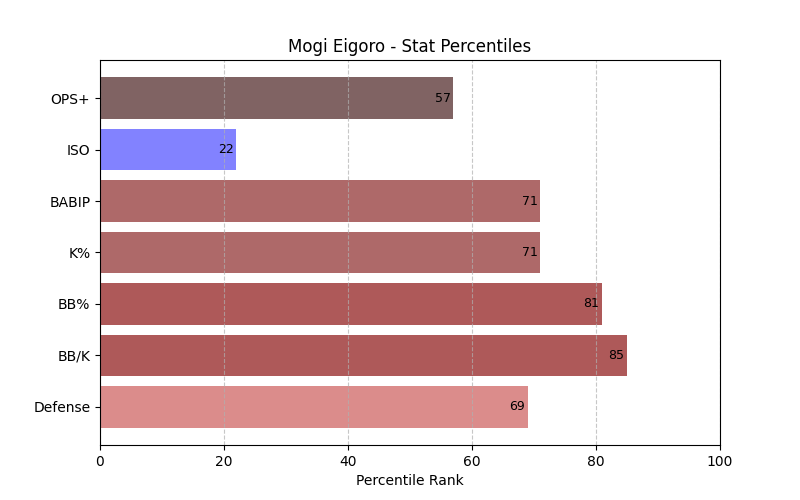 Mogi Eigoro - Stat Percentiles
OPS+ 57
ISO 22
BABIP 71
K% 71
BB% 81
BB/K 85
Defense 69
0 20 40 60 80 100
Percentile Rank